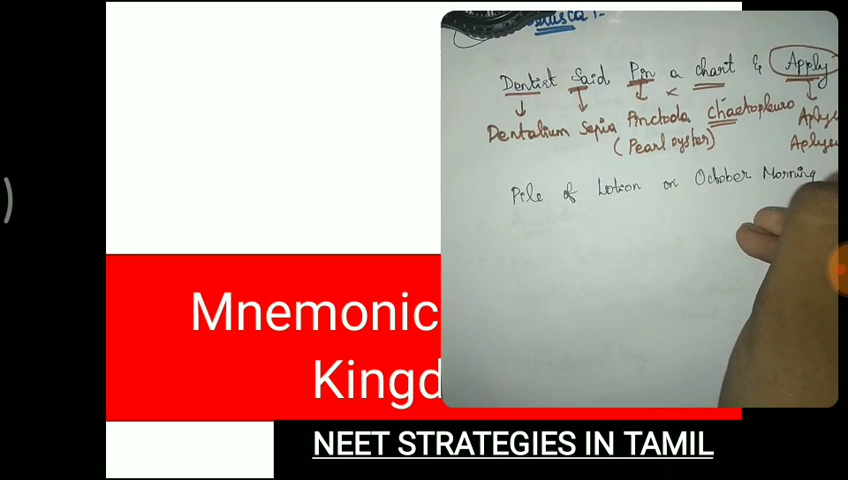 Dentist Said Pin a chart & Apply
Dentalium Sepia Pinctada chaetopleuro
(Pearl oyster)
Pile of Lotion on October Morning
Mnemonic
Kingd
NEET STRATEGIES IN TAMIL